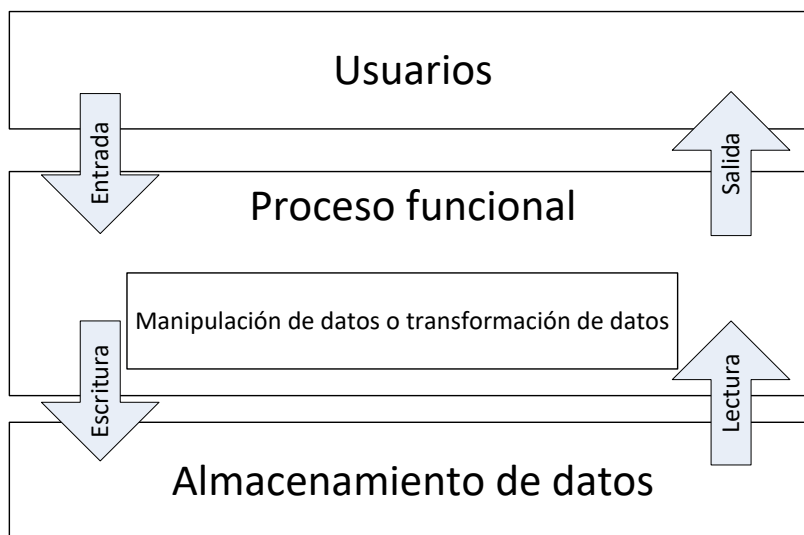 Usuarios
Entrada
Salida
Proceso funcional
Manipulación de datos o transformación de datos
Escritura
Lectura
Almacenamiento de datos